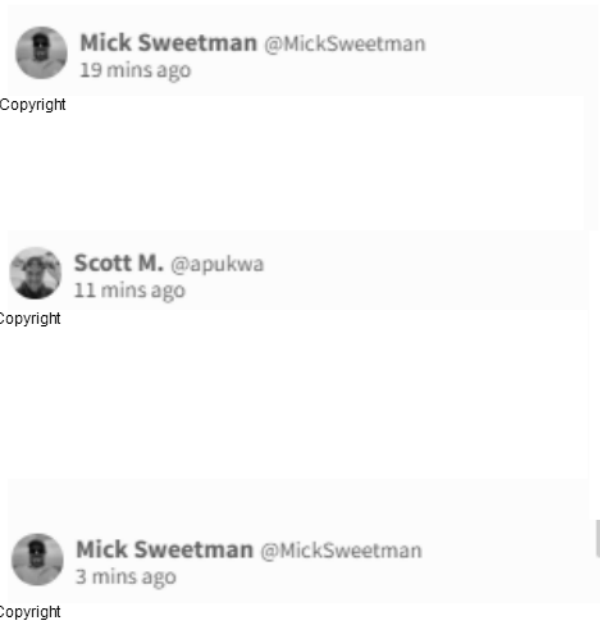 Mick Sweetman @MickSweetman
19 mins ago
Copyright
Scott M. @apukwa
11 mins ago
Copyright
Mick Sweetman @MickSweetman
3 mins ago
Copyright